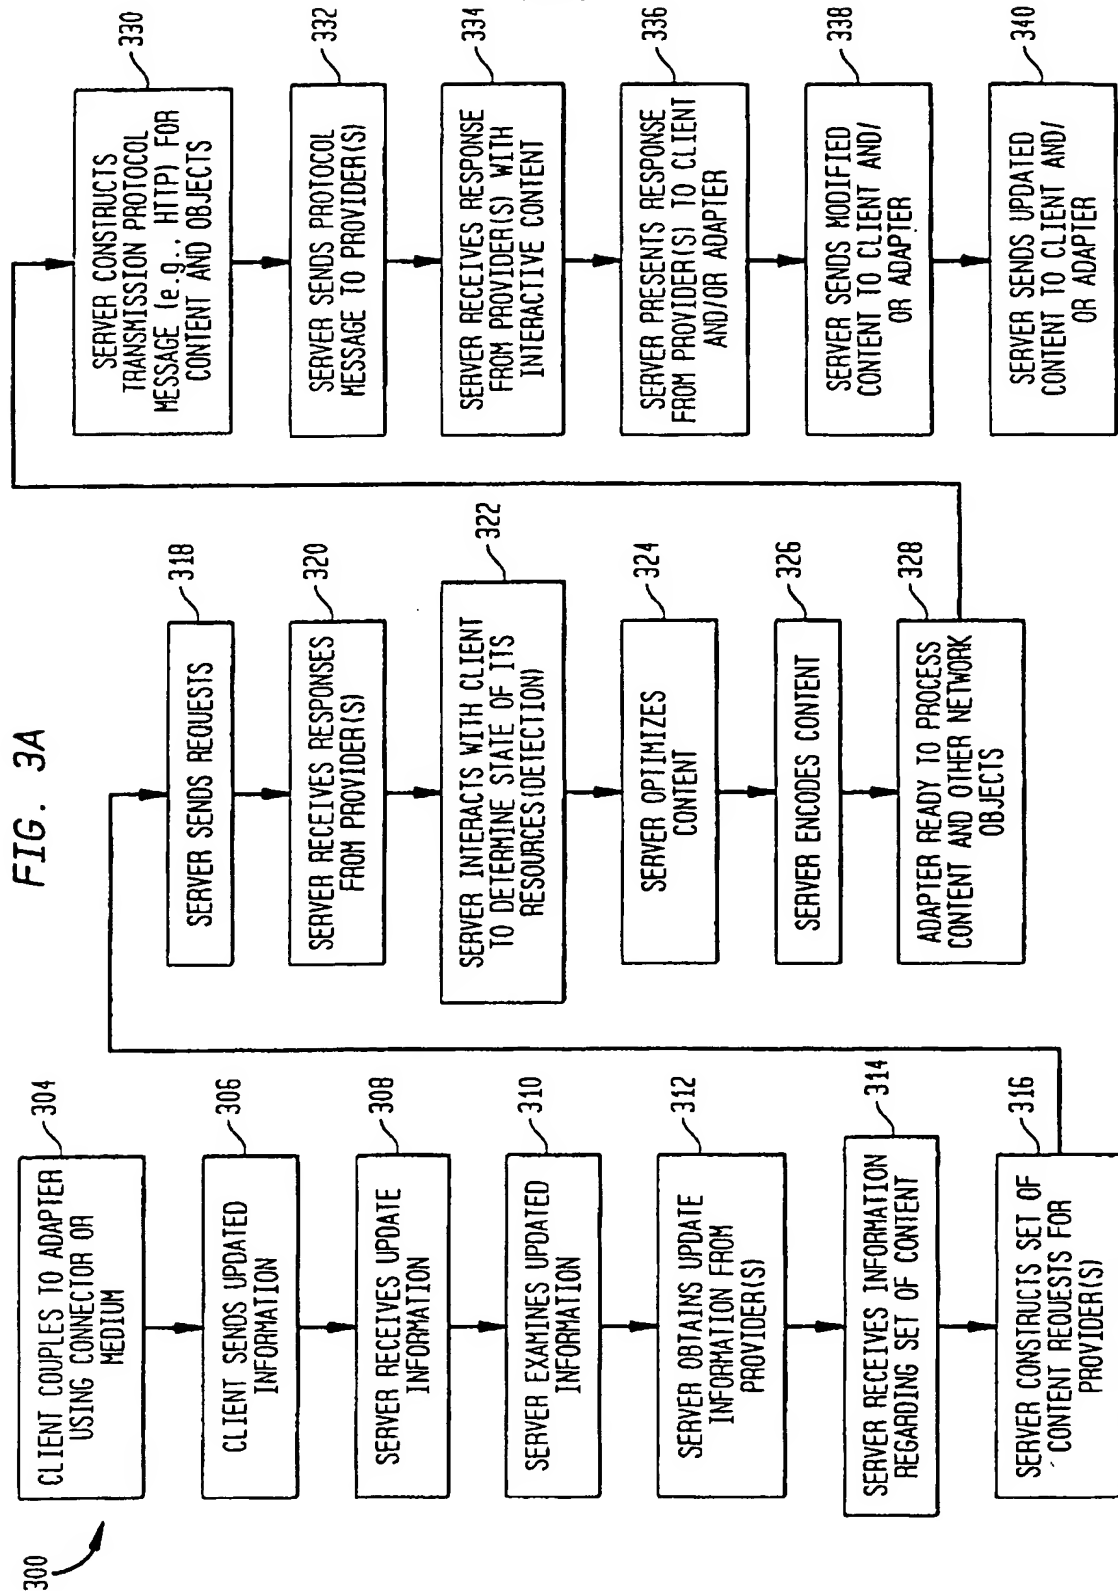 FIG. 3A
300
304
CLIENT COUPLES TO ADAPTER
USING CONNECTOR OR
MEDIUM
306
CLIENT SENDS UPDATED
INFORMATION
308
SERVER RECEIVES UPDATE
INFORMATION
310
SERVER EXAMINES UPDATED
INFORMATION
312
SERVER OBTAINS UPDATE
INFORMATION FROM
PROVIDER(S)
314
SERVER RECEIVES INFORMATION
REGARDING SET OF CONTENT
316
SERVER CONSTRUCTS SET OF
CONTENT REQUESTS FOR
PROVIDER(S)
318
SERVER SENDS REQUESTS
320
SERVER RECEIVES RESPONSES
FROM PROVIDER(S)
322
SERVER INTERACTS WITH CLIENT
TO DETERMINE STATE OF ITS
RESOURCES(DETECTION)
324
SERVER OPTIMIZES
CONTENT
326
SERVER ENCODES CONTENT
328
ADAPTER READY TO PROCESS
CONTENT AND OTHER NETWORK
OBJECTS
330
SERVER CONSTRUCTS
TRANSMISSION PROTOCOL
MESSAGE (e.g., HTTP) FOR
CONTENT AND OBJECTS
332
SERVER SENDS PROTOCOL
MESSAGE TO PROVIDER(S)
334
SERVER RECEIVES RESPONSE
FROM PROVIDER(S) WITH
INTERACTIVE CONTENT
336
SERVER PRESENTS RESPONSE
FROM PROVIDER(S) TO CLIENT
AND/OR ADAPTER
338
SERVER SENDS MODIFIED
CONTENT TO CLIENT AND/
OR ADAPTER
340
SERVER SENDS UPDATED
CONTENT TO CLIENT AND/
OR ADAPTER